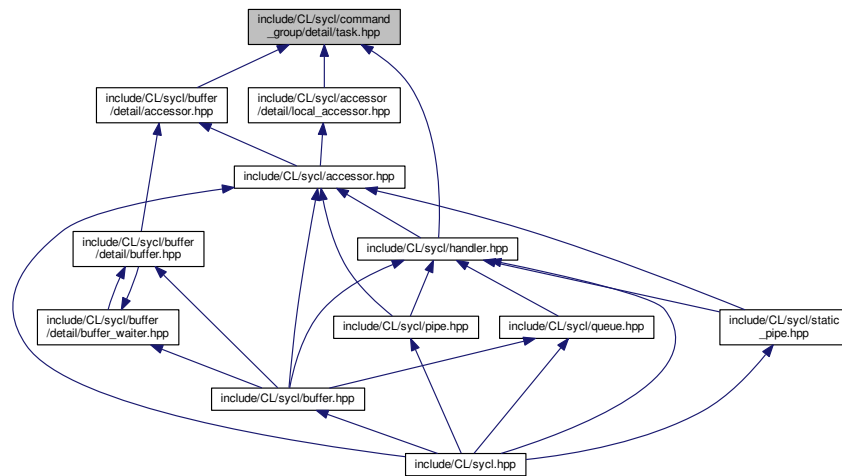 include/CL/sycl/command
_group/detail/task.hpp
include/CL/sycl/buffer
/detail/accessor.hpp
include/CL/sycl/accessor
/detail/local_accessor.hpp
include/CL/sycl/accessor.hpp
include/CL/sycl/buffer
/detail/buffer.hpp
include/CL/sycl/handler.hpp
include/CL/sycl/buffer
/detail/buffer_waiter.hpp
include/CL/sycl/pipe.hpp
include/CL/sycl/queue.hpp
include/CL/sycl/static
_pipe.hpp
include/CL/sycl/buffer.hpp
include/CL/sycl.hpp